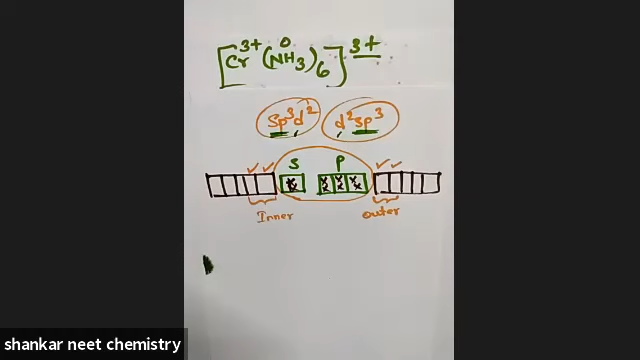 [Cr³⁺(NH₃)₆]³⁺
0
sp³d² d²sp³
S P
Inner outer
shankar neet chemistry